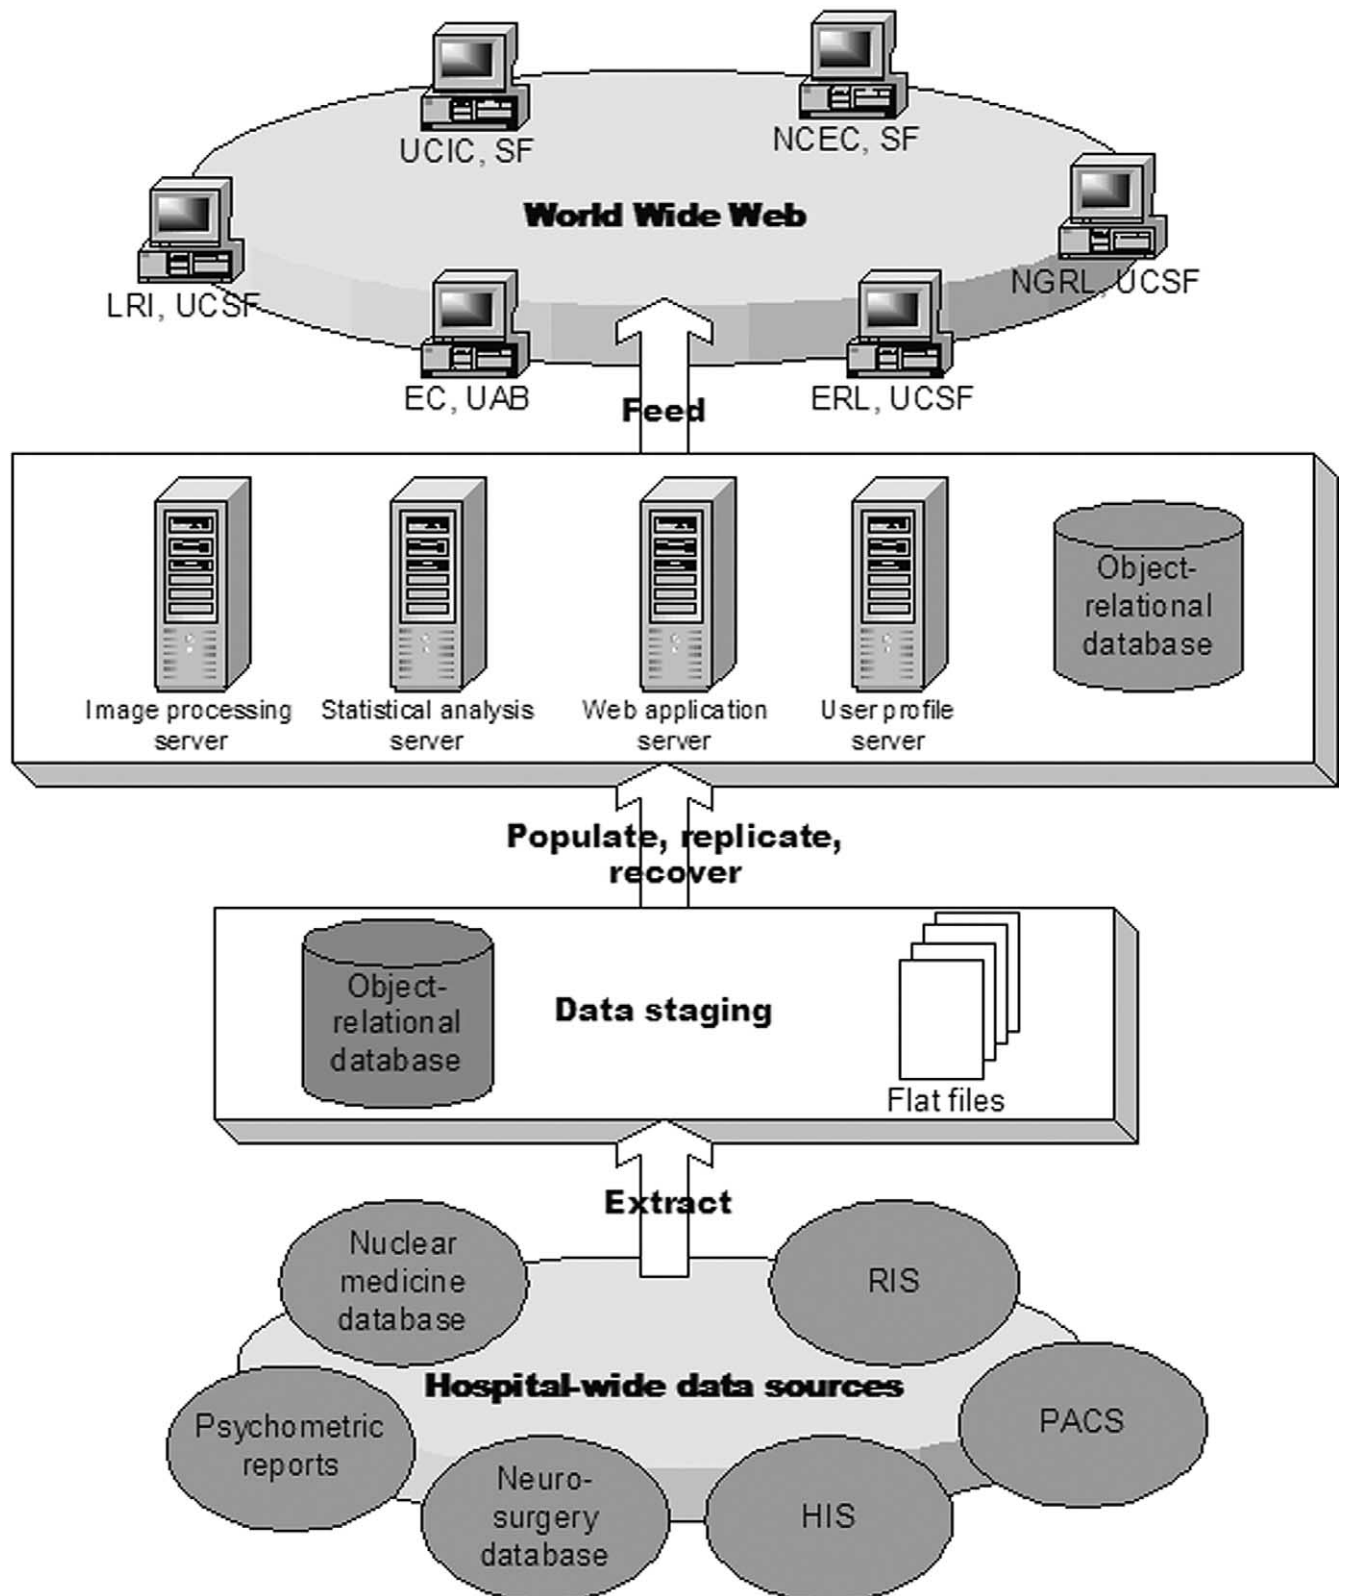 UCIC, SF
NCEC, SF
World Wide Web
LRI, UCSF
NGRL, UCSF
EC, UAB
ERL, UCSF
Feed
Object-
relational
database
Image processing
server
Statistical analysis
server
Web application
server
User profile
server
Populate, replicate,
recover
Object-
relational
database
Data staging
Flat files
Extract
Nuclear
medicine
database
RIS
Hospital-wide data sources
Psychometric
reports
PACS
Neuro-
surgery
database
HIS